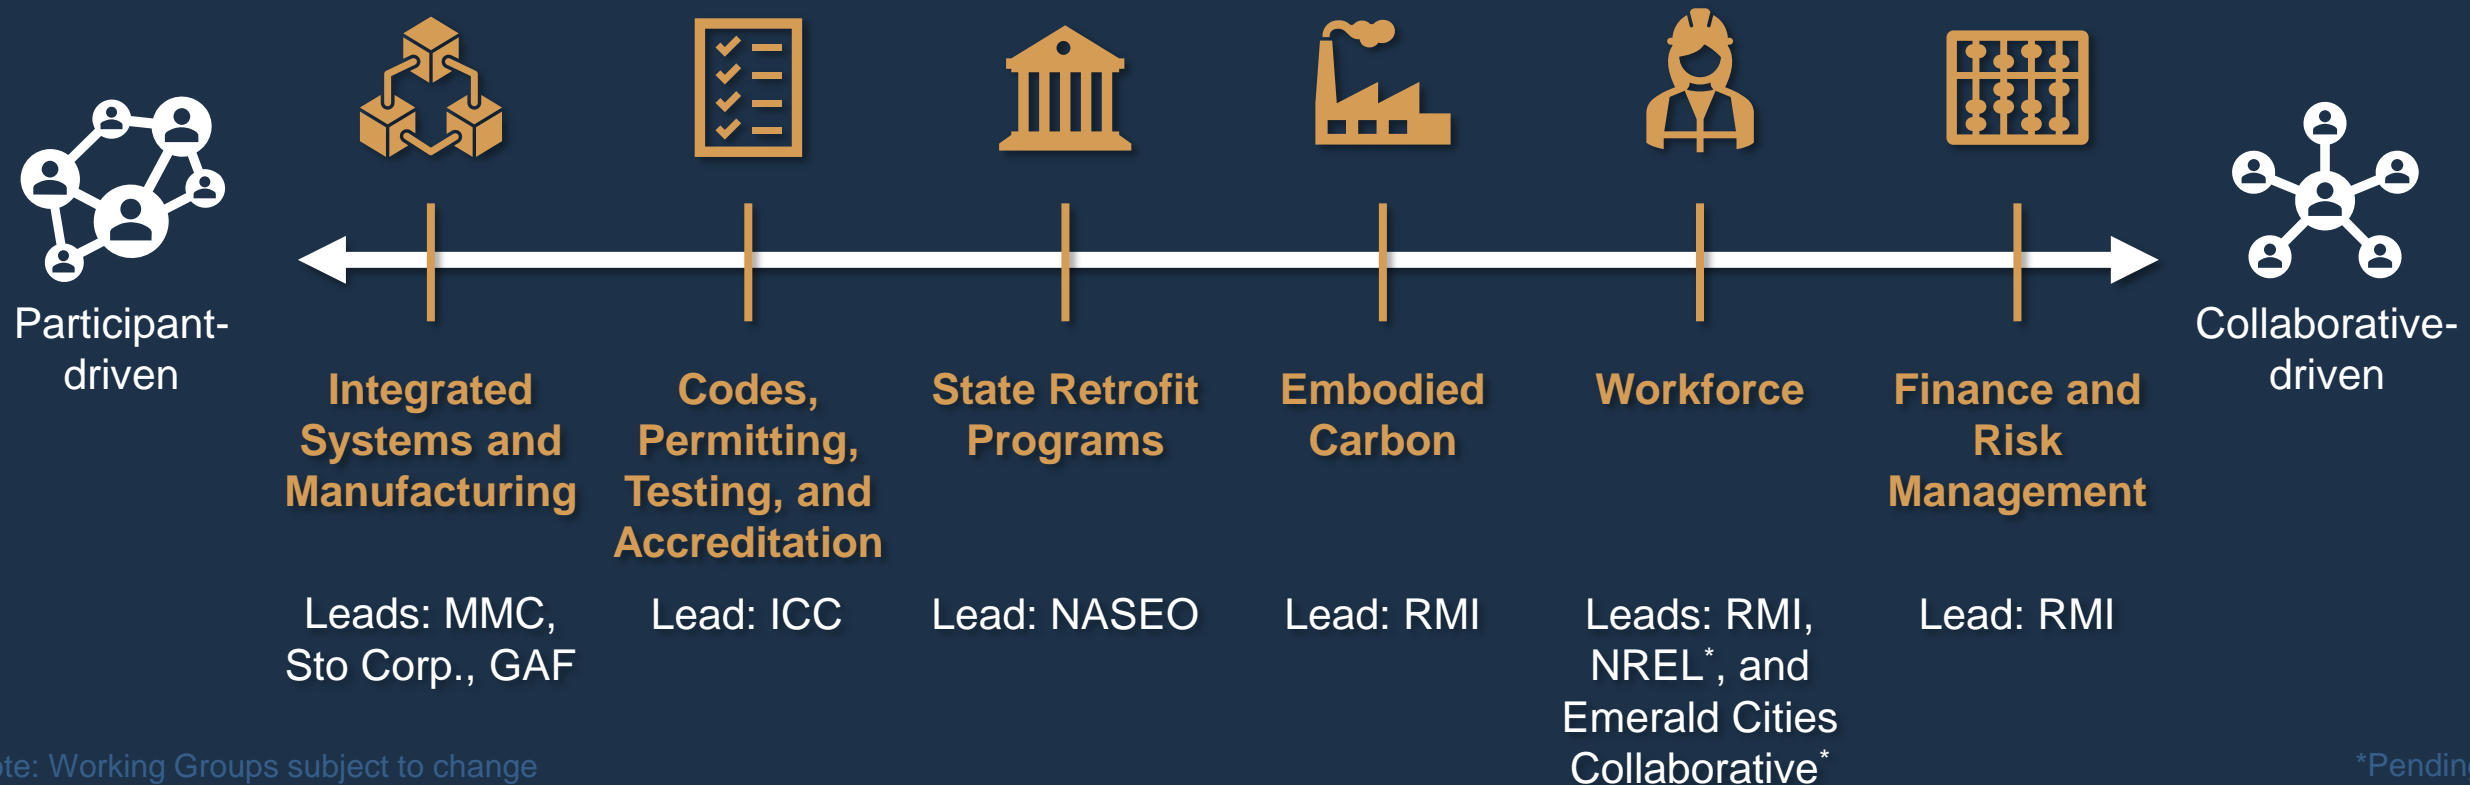 Participant-
driven
Integrated
Systems and
Manufacturing
Leads: MMC,
Sto Corp., GAF
Codes,
Permitting,
Testing, and
Accreditation
Lead: ICC
State Retrofit
Programs
Lead: NASEO
Embodied
Carbon
Lead: RMI
Workforce
Leads: RMI,
NREL*, and
Emerald Cities
Collaborative*
Finance and
Risk
Management
Lead: RMI
Collaborative-
driven
ote: Working Groups subject to change
*Pending